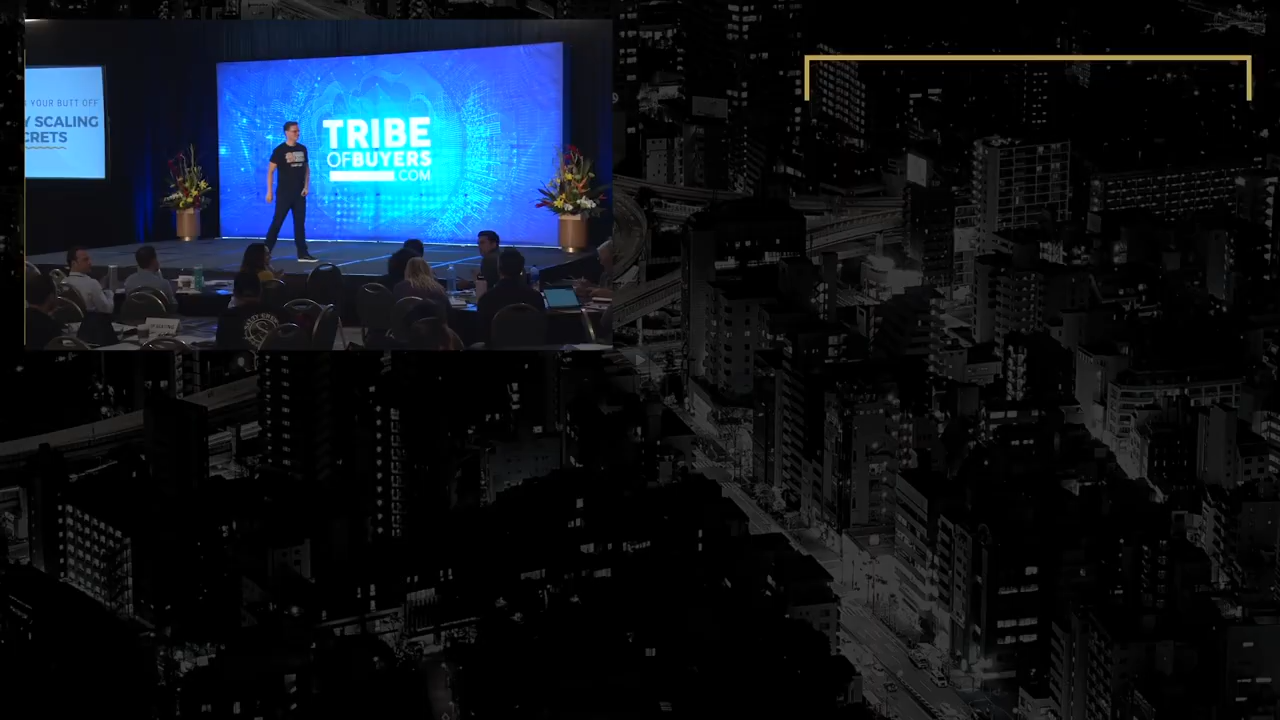 YOUR BUTT OFF
Y SCALING
CRETS
TRIBE
OFBUYERS
.COM